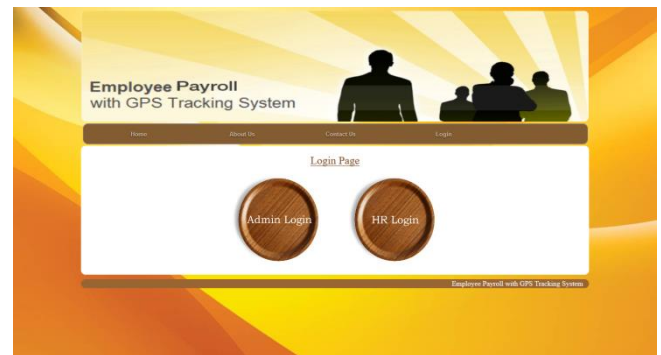 Employee Payroll
with GPS Tracking System
Home About Us Contact Us Login
Login Page
Admin Login HR Login
Employee Payroll with GPS Tracking System